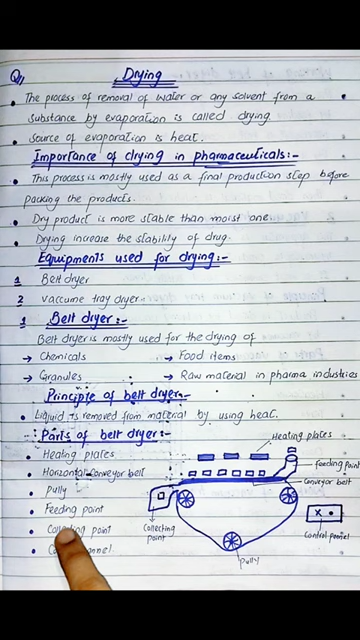 Q// Drying
• The process of removal of water or any solvent from a
substance by evaporation is called drying.
• Source of evaporation is heat.
Importance of drying in pharmaceuticals:-
• This process is mostly used as a final production step before
packing the products.
• Dry product is more stable than moist one.
• Drying increase the stability of drug.
Equipments used for drying:-
1 Belt dryer
2 Vaccume tray dryer
1 Belt dryer:-
Belt dryer is mostly used for the drying of
→ Chemicals → Food items
→ Granules → Raw material in pharma industries
Principle of belt dryer:-
• Liquid is removed from material by using heat.
Parts of belt dryer:-
• Heating plates
• Horizontal conveyor belt
• Pully
• Feeding point
• Collecting point
Heating plates
Feeding point
Conveyor belt
Collecting
point
x •
Control pannel
Pully